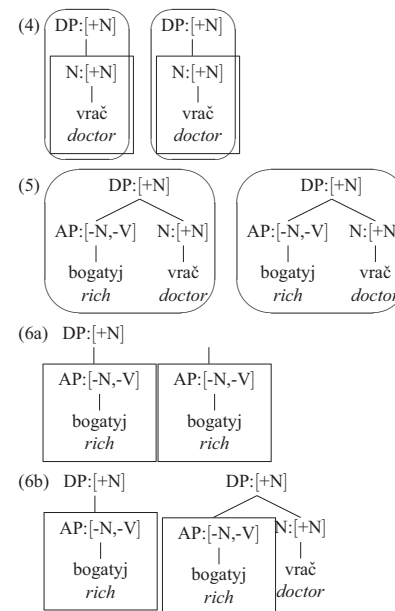 (4) DP:[+N] DP:[+N]
N:[+N] N:[+N]
vrač vrač
doctor doctor
(5) DP:[+N] DP:[+N]
AP:[-N,-V] N:[+N] AP:[-N,-V] N:[+N]
bogatyj vrač bogatyj vrač
rich doctor rich doctor
(6a) DP:[+N]
AP:[-N,-V] AP:[-N,-V]
bogatyj bogatyj
rich rich
(6b) DP:[+N] DP:[+N]
AP:[-N,-V] AP:[-N,-V] N:[+N]
bogatyj bogatyj vrač
rich rich doctor